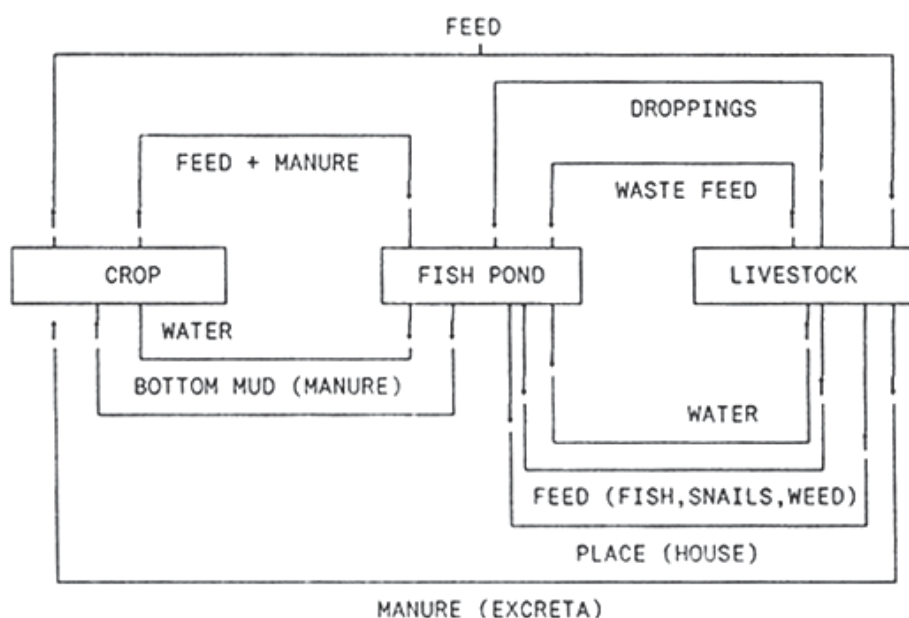 FEED
DROPPINGS
FEED + MANURE
WASTE FEED
CROP
FISH POND
LIVESTOCK
WATER
BOTTOM MUD (MANURE)
WATER
FEED (FISH,SNAILS,WEED)
PLACE (HOUSE)
MANURE (EXCRETA)